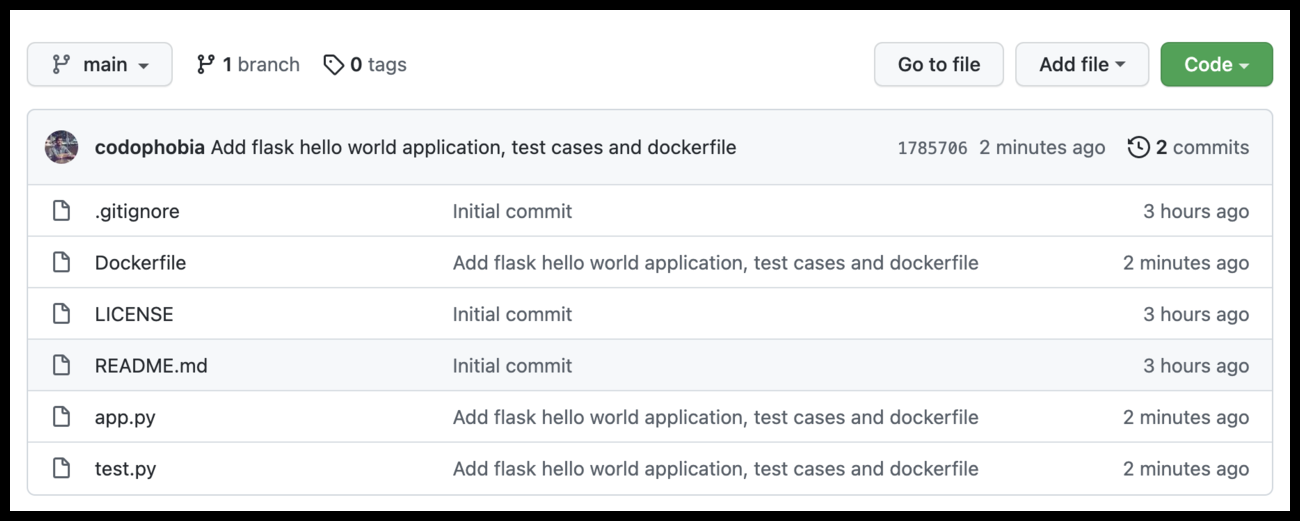 main 1 branch 0 tags Go to file Add file Code
codophobia Add flask hello world application, test cases and dockerfile 1785706 2 minutes ago 2 commits
.gitignore Initial commit 3 hours ago
Dockerfile Add flask hello world application, test cases and dockerfile 2 minutes ago
LICENSE Initial commit 3 hours ago
README.md Initial commit 3 hours ago
app.py Add flask hello world application, test cases and dockerfile 2 minutes ago
test.py Add flask hello world application, test cases and dockerfile 2 minutes ago